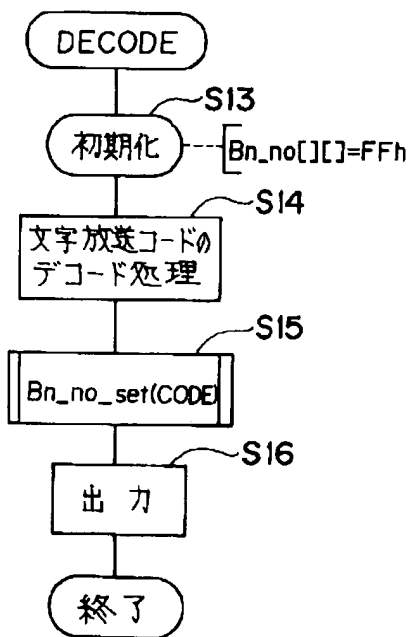 DECODE
S13
初期化
Bn_no[][]=FFh
S14
文字放送コードの
デコード処理
S15
Bn_no_set(CODE)
S16
出力
終了